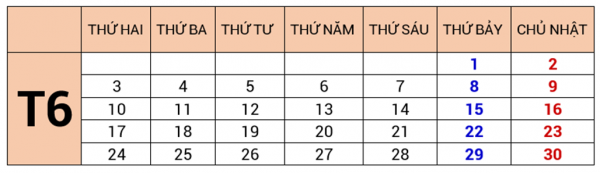 THỨ HAI THỨ BA THỨ TƯ THỨ NĂM THỨ SÁU THỨ BẢY CHỦ NHẬT
T6
1 2
3 4 5 6 7 8 9
10 11 12 13 14 15 16
17 18 19 20 21 22 23
24 25 26 27 28 29 30